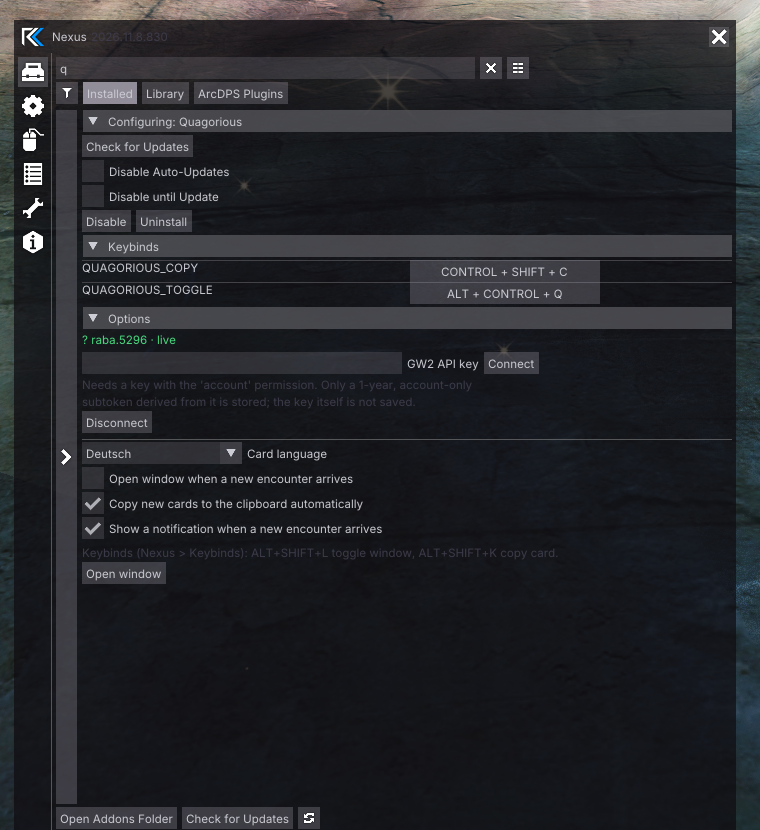 Nexus 2026.11.8.830
q
Installed Library ArcDPS Plugins
Configuring: Quagorious
Check for Updates
Disable Auto-Updates
Disable until Update
Disable Uninstall
Keybinds
QUAGORIOUS_COPY CONTROL + SHIFT + C
QUAGORIOUS_TOGGLE ALT + CONTROL + Q
Options
? raba.5296 · live
GW2 API key Connect
Needs a key with the 'account' permission. Only a 1-year, account-only
subtoken derived from it is stored; the key itself is not saved.
Disconnect
Deutsch Card language
Open window when a new encounter arrives
Copy new cards to the clipboard automatically
Show a notification when a new encounter arrives
Keybinds (Nexus > Keybinds): ALT+SHIFT+L toggle window, ALT+SHIFT+K copy card.
Open window
Open Addons Folder Check for Updates